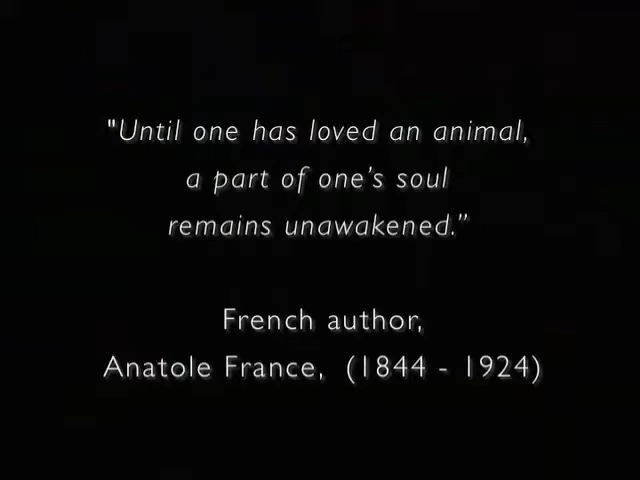 "Until one has loved an animal,
a part of one’s soul
remains unawakened.”
French author,
Anatole France, (1844 - 1924)